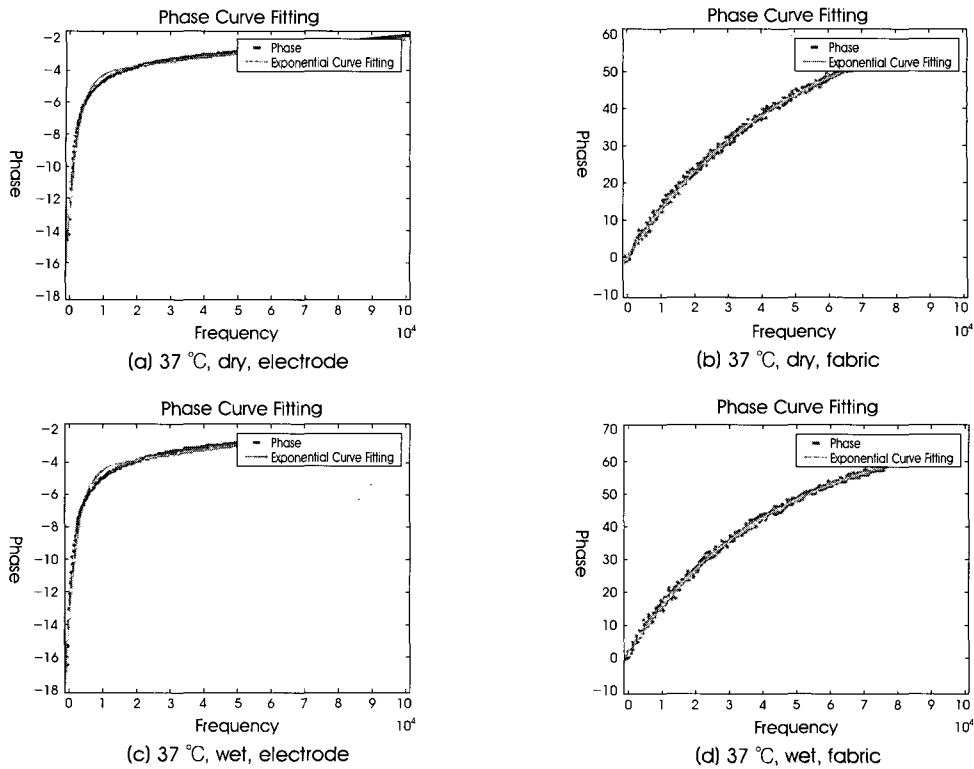 Phase Curve Fitting
-2
-4
-6
-8
-10
-12
-14
-16
-18
Phase
Phase
Exponential Curve Fitting
0 1 2 3 4 5 6 7 8 9 10
10⁴
Frequency
(a) 37 °C, dry, electrode
Phase Curve Fitting
60
50
40
30
20
10
0
-10
Phase
Phase
Exponential Curve Fitting
0 1 2 3 4 5 6 7 8 9 10
10⁴
Frequency
(b) 37 °C, dry, fabric
Phase Curve Fitting
-2
-4
-6
-8
-10
-12
-14
-16
-18
Phase
Phase
Exponential Curve Fitting
0 1 2 3 4 5 6 7 8 9 10
10⁴
Frequency
(c) 37 °C, wet, electrode
Phase Curve Fitting
70
60
50
40
30
20
10
0
-10
Phase
Phase
Exponential Curve Fitting
0 1 2 3 4 5 6 7 8 9 10
10⁴
Frequency
(d) 37 °C, wet, fabric